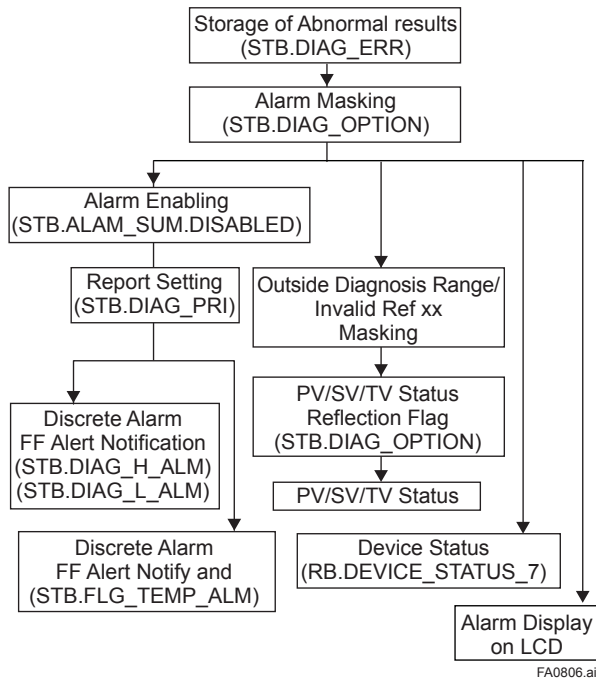 Storage of Abnormal results
(STB.DIAG_ERR)
Alarm Masking
(STB.DIAG_OPTION)
Alarm Enabling
(STB.ALAM_SUM.DISABLED)
Report Setting
(STB.DIAG_PRI)
Outside Diagnosis Range/
Invalid Ref xx
Masking
Discrete Alarm
FF Alert Notification
(STB.DIAG_H_ALM)
(STB.DIAG_L_ALM)
PV/SV/TV Status
Reflection Flag
(STB.DIAG_OPTION)
PV/SV/TV Status
Discrete Alarm
FF Alert Notify and
(STB.FLG_TEMP_ALM)
Device Status
(RB.DEVICE_STATUS_7)
Alarm Display
on LCD
FA0806.ai